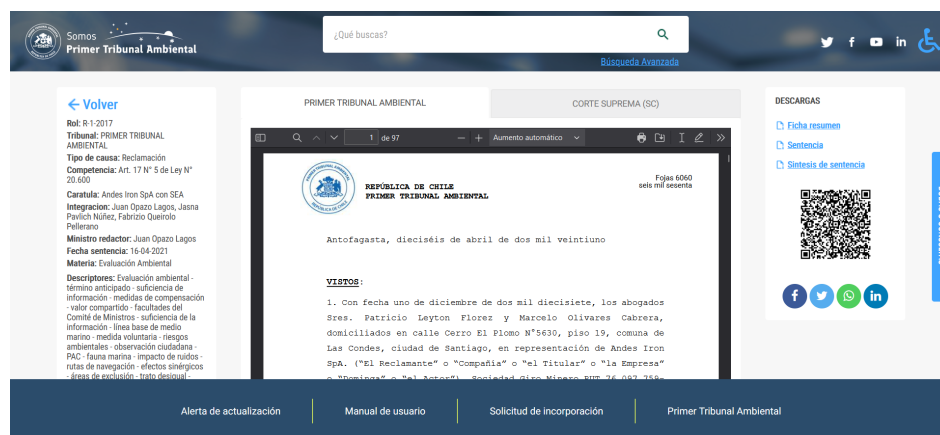 Somos
Primer Tribunal Ambiental
¿Qué buscas?
Búsqueda Avanzada
Volver
Rol: R-1-2017
Tribunal: PRIMER TRIBUNAL
AMBIENTAL
Tipo de causa: Reclamación
Competencia: Art. 17 N° 5 de Ley N°
20.600
Caratula: Andes Iron SpA con SEA
Integracion: Juan Opazo Lagos, Jasna
Pavlich Núñez, Fabrizio Queirolo
Pellerano
Ministro redactor: Juan Opazo Lagos
Fecha sentencia: 16-04-2021
Materia: Evaluación Ambiental
Descriptores: Evaluación ambiental -
término anticipado - suficiencia de
información - medidas de compensación
- valor compartido - facultades del
Comité de Ministros - suficiencia de la
información - línea base de medio
marino - medida voluntaria - riesgos
ambientales - observación ciudadana -
PAC - fauna marina - impacto de ruidos -
rutas de navegación - efectos sinérgicos
- áreas de exclusión - trato desigual -
PRIMER TRIBUNAL AMBIENTAL
CORTE SUPREMA (SC)
1 de 97
Aumento automático
REPÚBLICA DE CHILE
PRIMER TRIBUNAL AMBIENTAL
Fojas 6060
seis mil sesenta
Antofagasta, dieciséis de abril de dos mil veintiuno
VISTOS:
1. Con fecha uno de diciembre de dos mil diecisiete, los abogados
Sres. Patricio Leyton Florez y Marcelo Olivares Cabrera,
domiciliados en calle Cerro El Plomo N°5630, piso 19, comuna de
Las Condes, ciudad de Santiago, en representación de Andes Iron
SpA. ("El Reclamante" o "Compañía" o "el Titular" o "la Empresa"
o "Dominga" o "el Actor"), Sociedad Giro Minero RUT 76.097.759-
DESCARGAS
Ficha resumen
Sentencia
Síntesis de sentencia
Alerta de actualización
Manual de usuario
Solicitud de incorporación
Primer Tribunal Ambiental